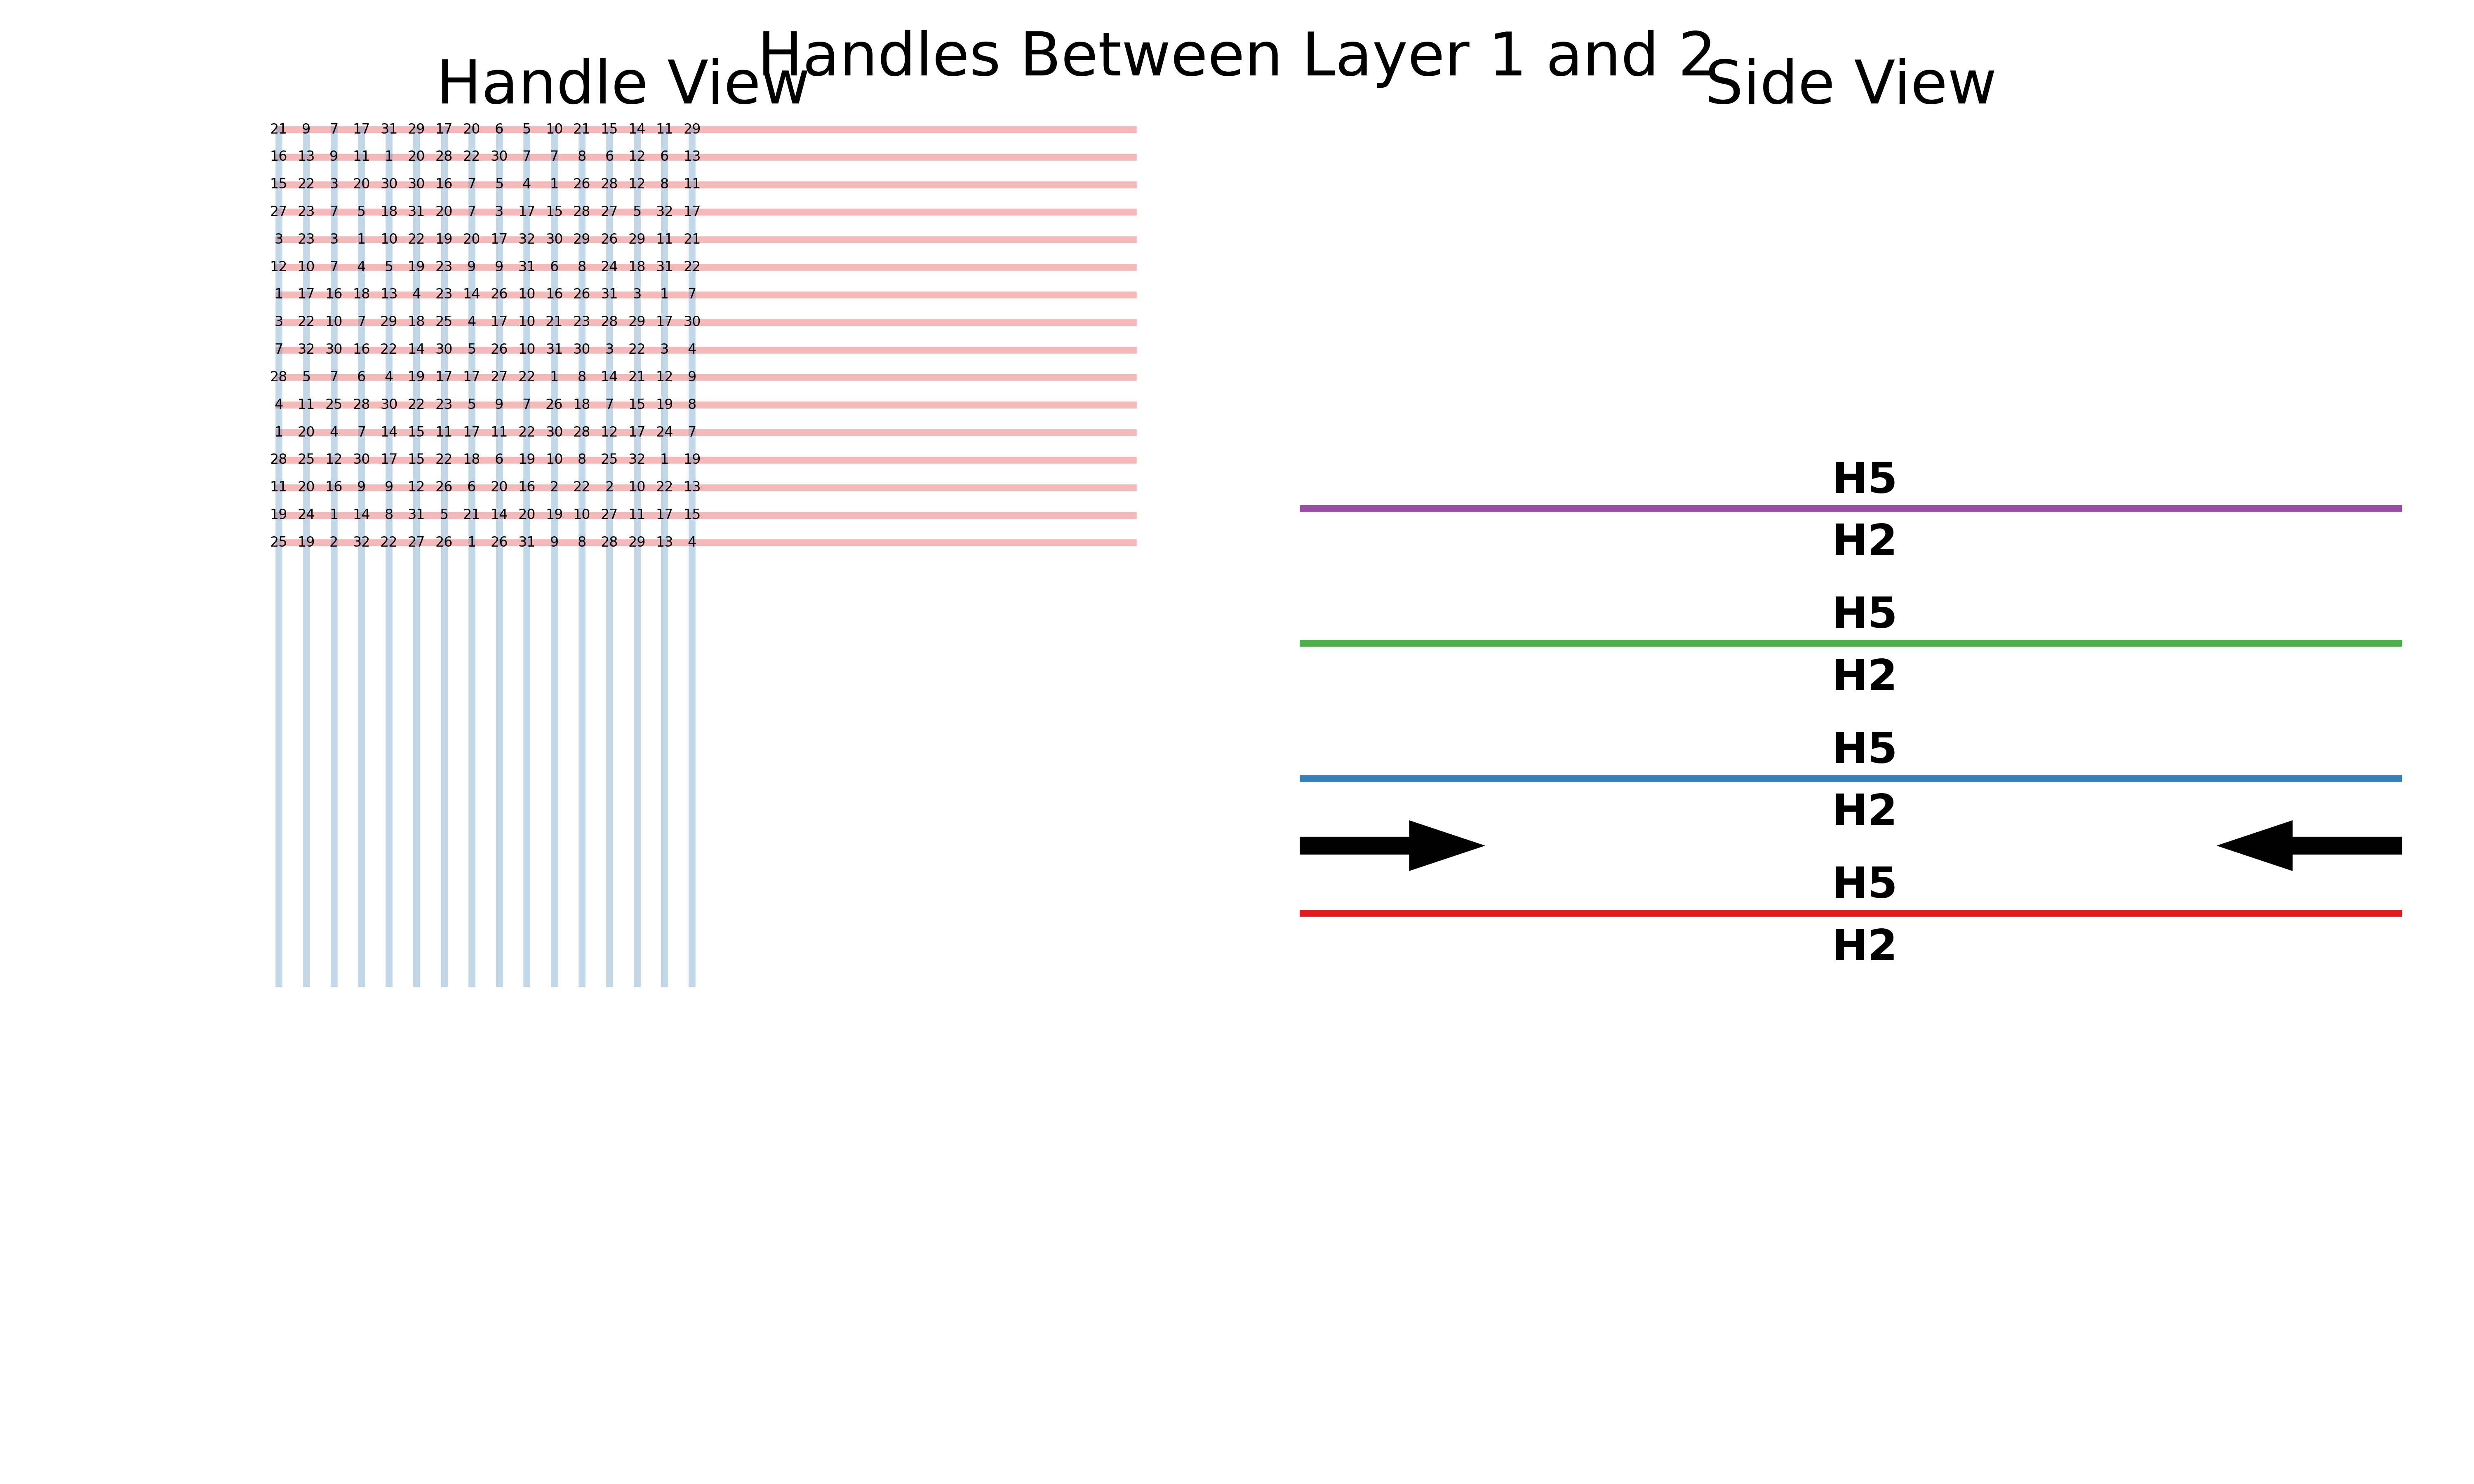 Handles Between Layer 1 and 2
Handle View
21 9 7 17 31 29 17 20 6 5 10 21 15 14 11 29
16 13 9 11 1 20 28 22 30 7 7 8 6 12 6 13
15 22 3 20 30 30 16 7 5 4 1 26 28 12 8 11
27 23 7 5 18 31 20 7 3 17 15 28 27 5 32 17
3 23 3 1 10 22 19 20 17 32 30 29 26 29 11 21
12 10 7 4 5 19 23 9 9 31 6 8 24 18 31 22
1 17 16 18 13 4 23 14 26 10 16 26 31 3 1 7
3 22 10 7 29 18 25 4 17 10 21 23 28 29 17 30
7 32 30 16 22 14 30 5 26 10 31 30 3 22 3 4
28 5 7 6 4 19 17 17 27 22 1 8 14 21 12 9
4 11 25 28 30 22 23 5 9 7 26 18 7 15 19 8
1 20 4 7 14 15 11 17 11 22 30 28 12 17 24 7
28 25 12 30 17 15 22 18 6 19 10 8 25 32 1 19
11 20 16 9 9 12 26 6 20 16 2 22 2 10 22 13
19 24 1 14 8 31 5 21 14 20 19 10 27 11 17 15
25 19 2 32 22 27 26 1 26 31 9 8 28 29 13 4
Side View
H5
H2
H5
H2
H5
H2
H5
H2